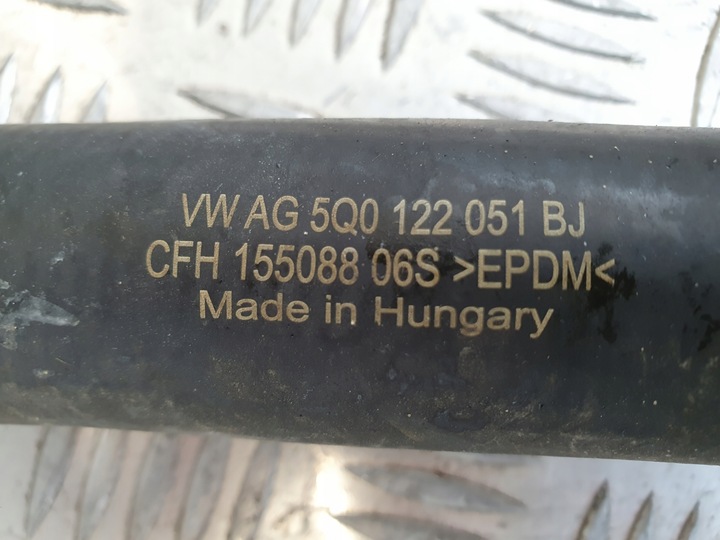 VW AG 5Q0 122 051 BJ
CFH 155088 06S >EPDM<
Made in Hungary